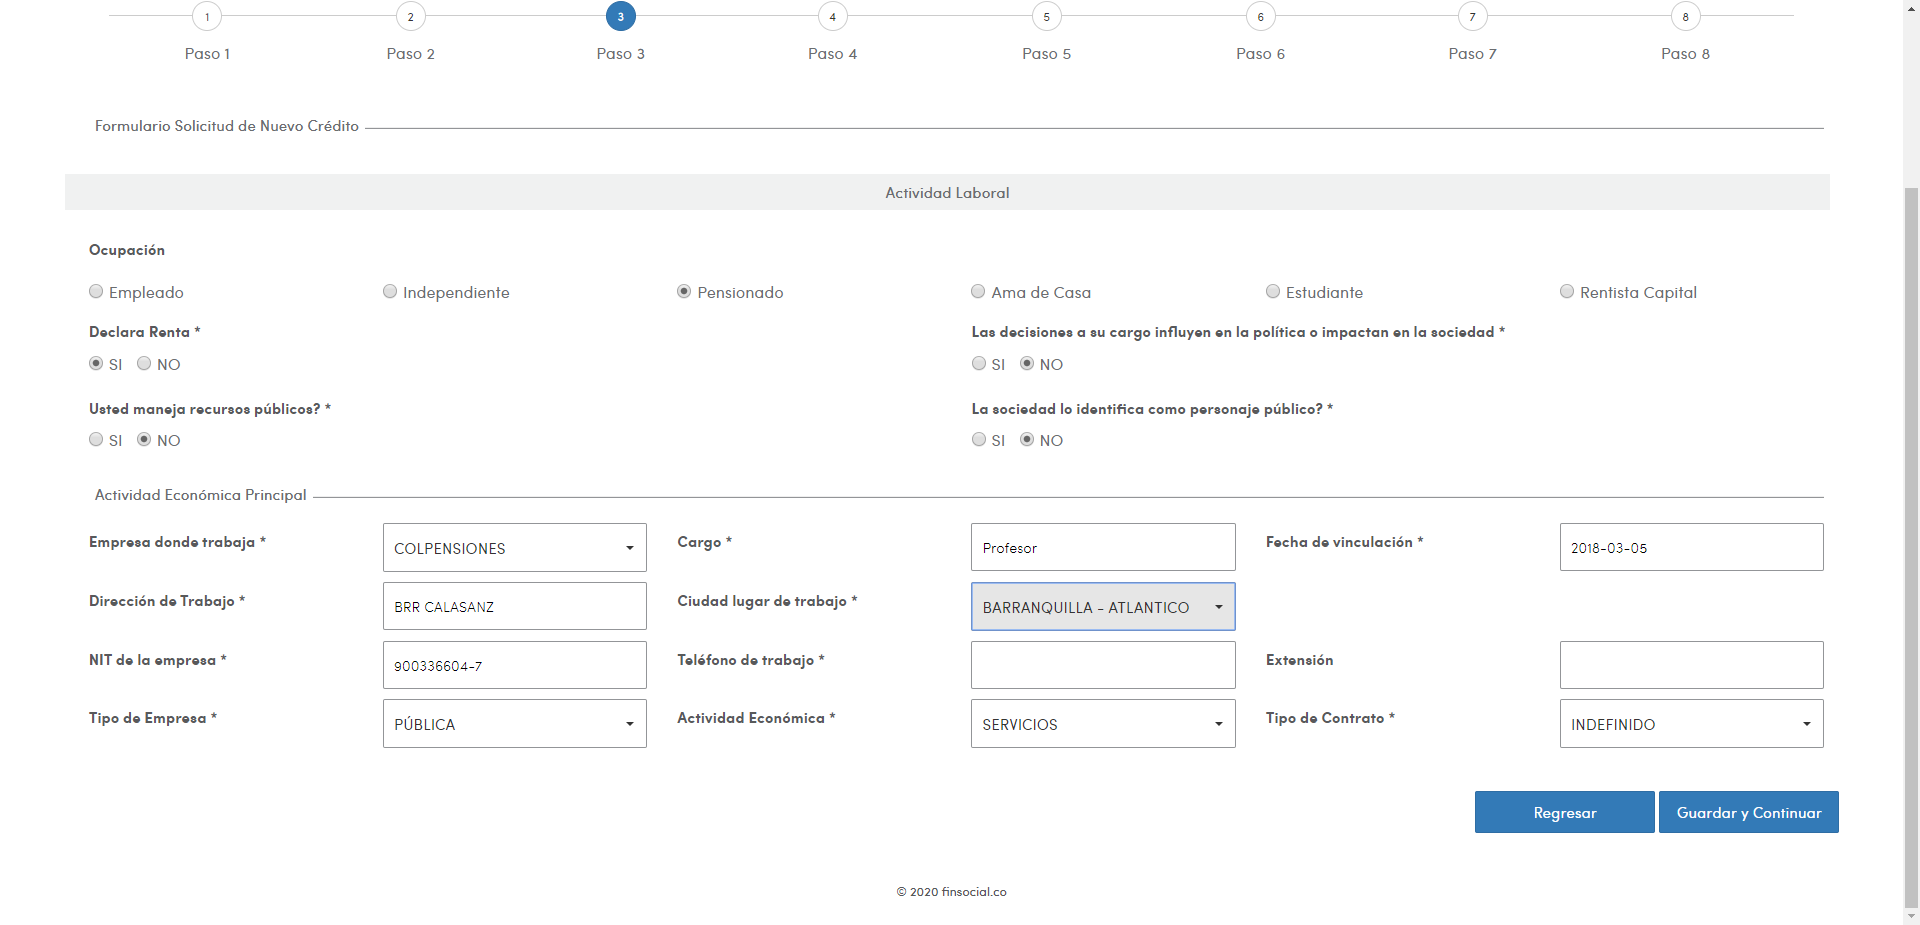 1 2 3 4 5 6 7 8
Paso 1 Paso 2 Paso 3 Paso 4 Paso 5 Paso 6 Paso 7 Paso 8
Formulario Solicitud de Nuevo Crédito
Actividad Laboral
Ocupación
Empleado Independiente Pensionado Ama de Casa Estudiante Rentista Capital
Declara Renta * Las decisiones a su cargo influyen en la política o impactan en la sociedad *
SI NO SI NO
Usted maneja recursos públicos? * La sociedad lo identifica como personaje público? *
SI NO SI NO
Actividad Económica Principal
Empresa donde trabaja * COLPENSIONES Cargo * Profesor Fecha de vinculación * 2018-03-05
Dirección de Trabajo * BRR CALASANZ Ciudad lugar de trabajo * BARRANQUILLA - ATLANTICO
NIT de la empresa * 900336604-7 Teléfono de trabajo * Extensión
Tipo de Empresa * PÚBLICA Actividad Económica * SERVICIOS Tipo de Contrato * INDEFINIDO
Regresar Guardar y Continuar
© 2020 finsocial.co